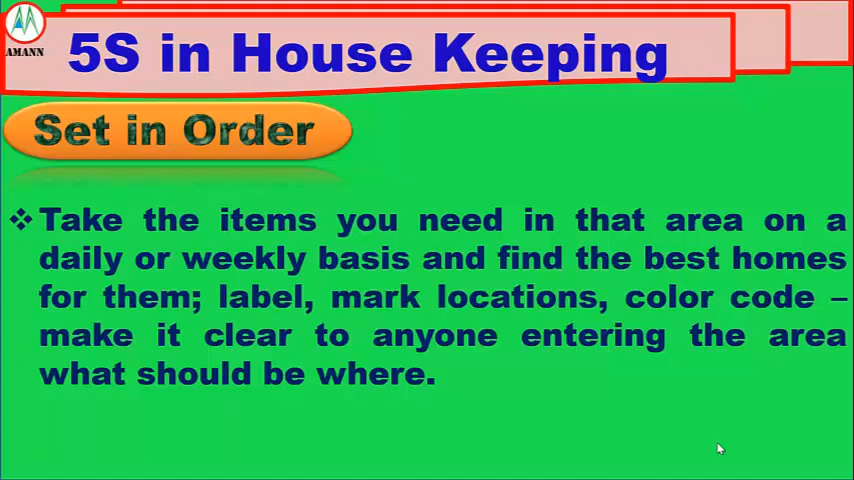 AMANN
5S in House Keeping
Set in Order
❖Take the items you need in that area on a
daily or weekly basis and find the best homes
for them; label, mark locations, color code –
make it clear to anyone entering the area
what should be where.